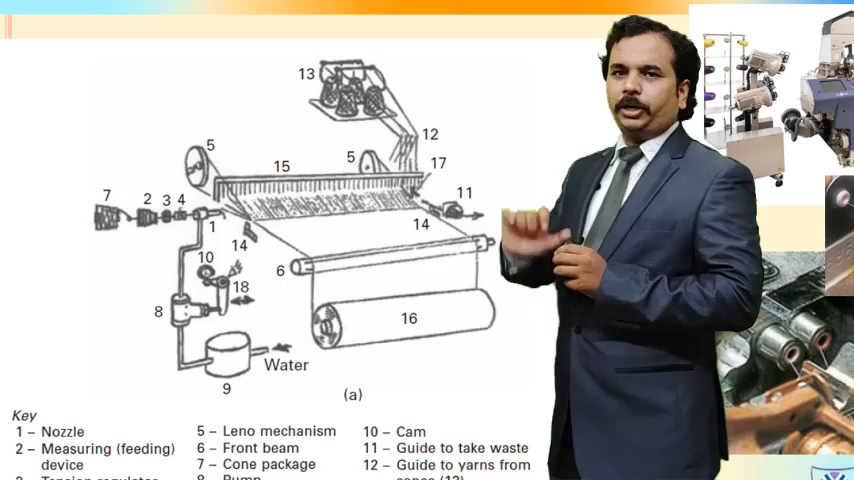 13
12
5
15
5
17
7
2
3
4
11
1
14
14
10
6
18
8
16
Water
9
(a)
Key
1 – Nozzle
2 – Measuring (feeding)
device
5 – Leno mechanism
6 – Front beam
7 – Cone package
8 – Pump
10 – Cam
11 – Guide to take waste
12 – Guide to yarns from